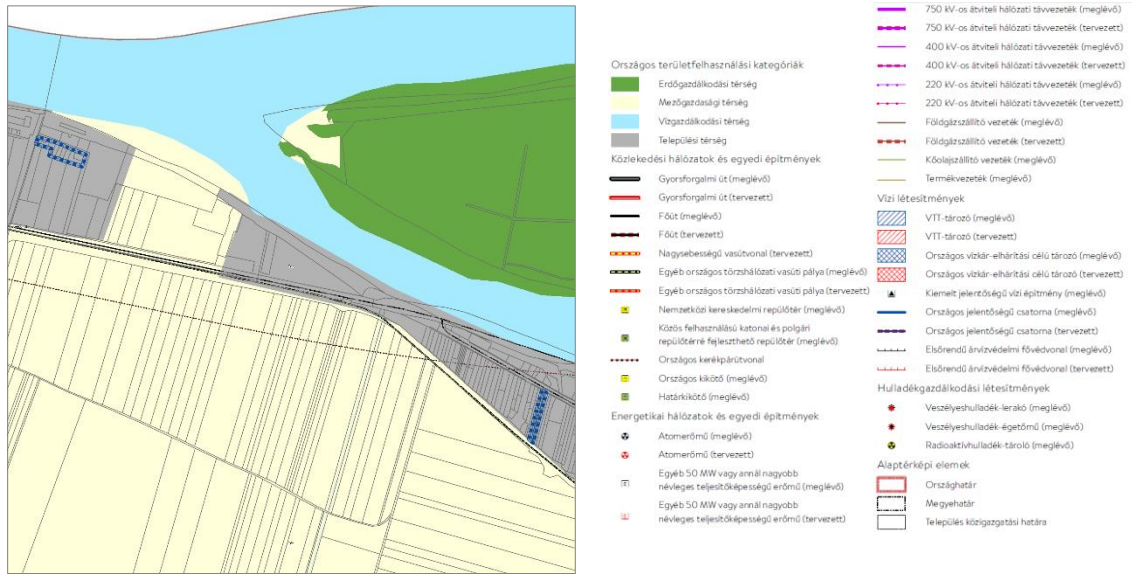 Országos területfelhasználási kategóriák
Erdőgazdálkodási térség
Mezőgazdasági térség
Vízgazdálkodási térség
Települési térség
Közlekedési hálózatok és egyedi építmények
Gyorsforgalmi út (meglévő)
Gyorsforgalmi út (tervezett)
Főút (meglévő)
Főút (tervezett)
Nagysebességű vasútvonal (tervezett)
Egyéb országos törzshálózati vasúti pálya (meglévő)
Egyéb országos törzshálózati vasúti pálya (tervezett)
Nemzetközi kereskedelmi repülőtér (meglévő)
Közös felhasználású katonai és polgári
repülőtérré fejleszthető repülőtér (meglévő)
Országos kerékpárútvonal
Országos kikötő (meglévő)
Határkikötő (meglévő)
Energetikai hálózatok és egyedi építmények
Atomerőmű (meglévő)
Atomerőmű (tervezett)
Egyéb 50 MW vagy annál nagyobb
névleges teljesítőképességű erőmű (meglévő)
Egyéb 50 MW vagy annál nagyobb
névleges teljesítőképességű erőmű (tervezett)
750 kV-os átviteli hálózati távvezeték (meglévő)
750 kV-os átviteli hálózati távvezeték (tervezett)
400 kV-os átviteli hálózati távvezeték (meglévő)
400 kV-os átviteli hálózati távvezeték (tervezett)
220 kV-os átviteli hálózati távvezeték (meglévő)
220 kV-os átviteli hálózati távvezeték (tervezett)
Földgázszállító vezeték (meglévő)
Földgázszállító vezeték (tervezett)
Kőolajszállító vezeték (meglévő)
Termékvezeték (meglévő)
Vízi létesítmények
VTT-tározó (meglévő)
VTT-tározó (tervezett)
Országos vízkár-elhárítási célú tározó (meglévő)
Országos vízkár-elhárítási célú tározó (tervezett)
Kiemelt jelentőségű vízi építmény (meglévő)
Országos jelentőségű csatorna (meglévő)
Országos jelentőségű csatorna (tervezett)
Elsőrendű árvízvédelmi fővédvonal (meglévő)
Elsőrendű árvízvédelmi fővédvonal (tervezett)
Hulladékgazdálkodási létesítmények
Veszélyeshulladék-lerakó (meglévő)
Veszélyeshulladék-égetőmű (meglévő)
Radioaktívhulladék-tároló (meglévő)
Alaptérképi elemek
Országhatár
Megyehatár
Település közigazgatási határa